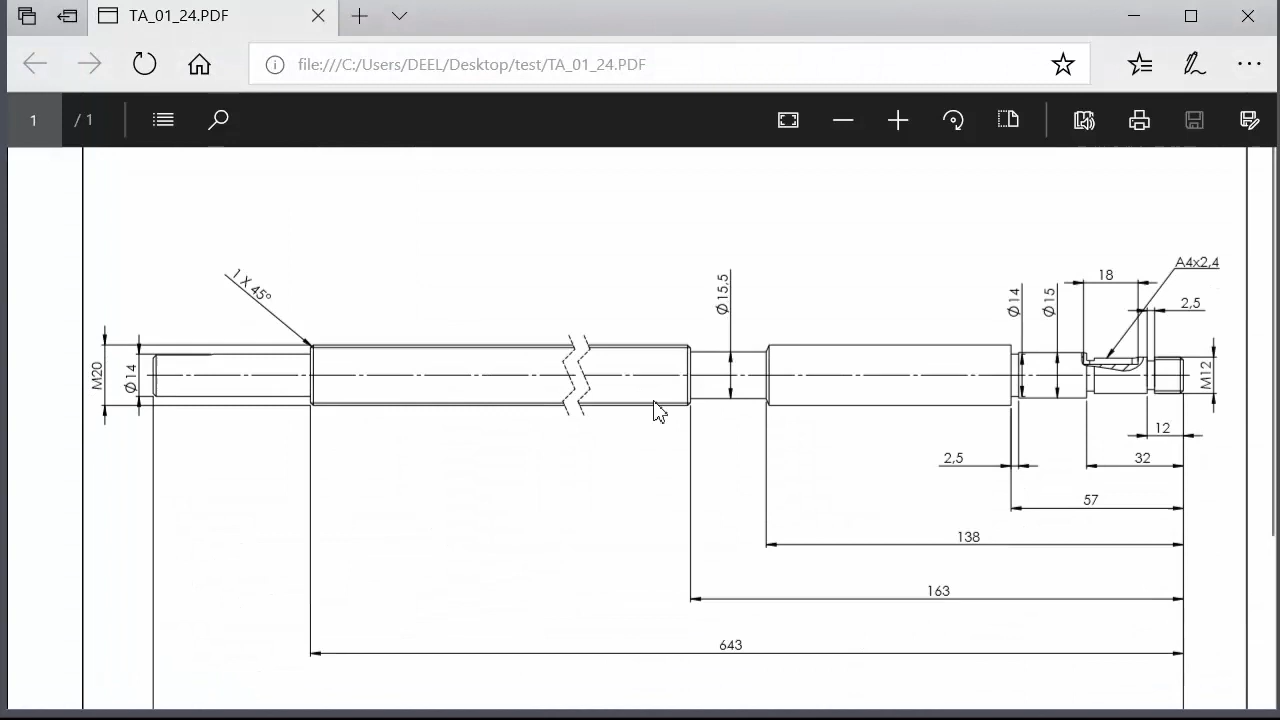 TA_01_24.PDF
file:///C:/Users/DEEL/Desktop/test/TA_01_24.PDF
1 / 1
A4x2,4
1 X 45°
18
Ø15,5
Ø14
Ø15
2,5
M20
Ø14
M12
12
2,5
32
57
138
163
643